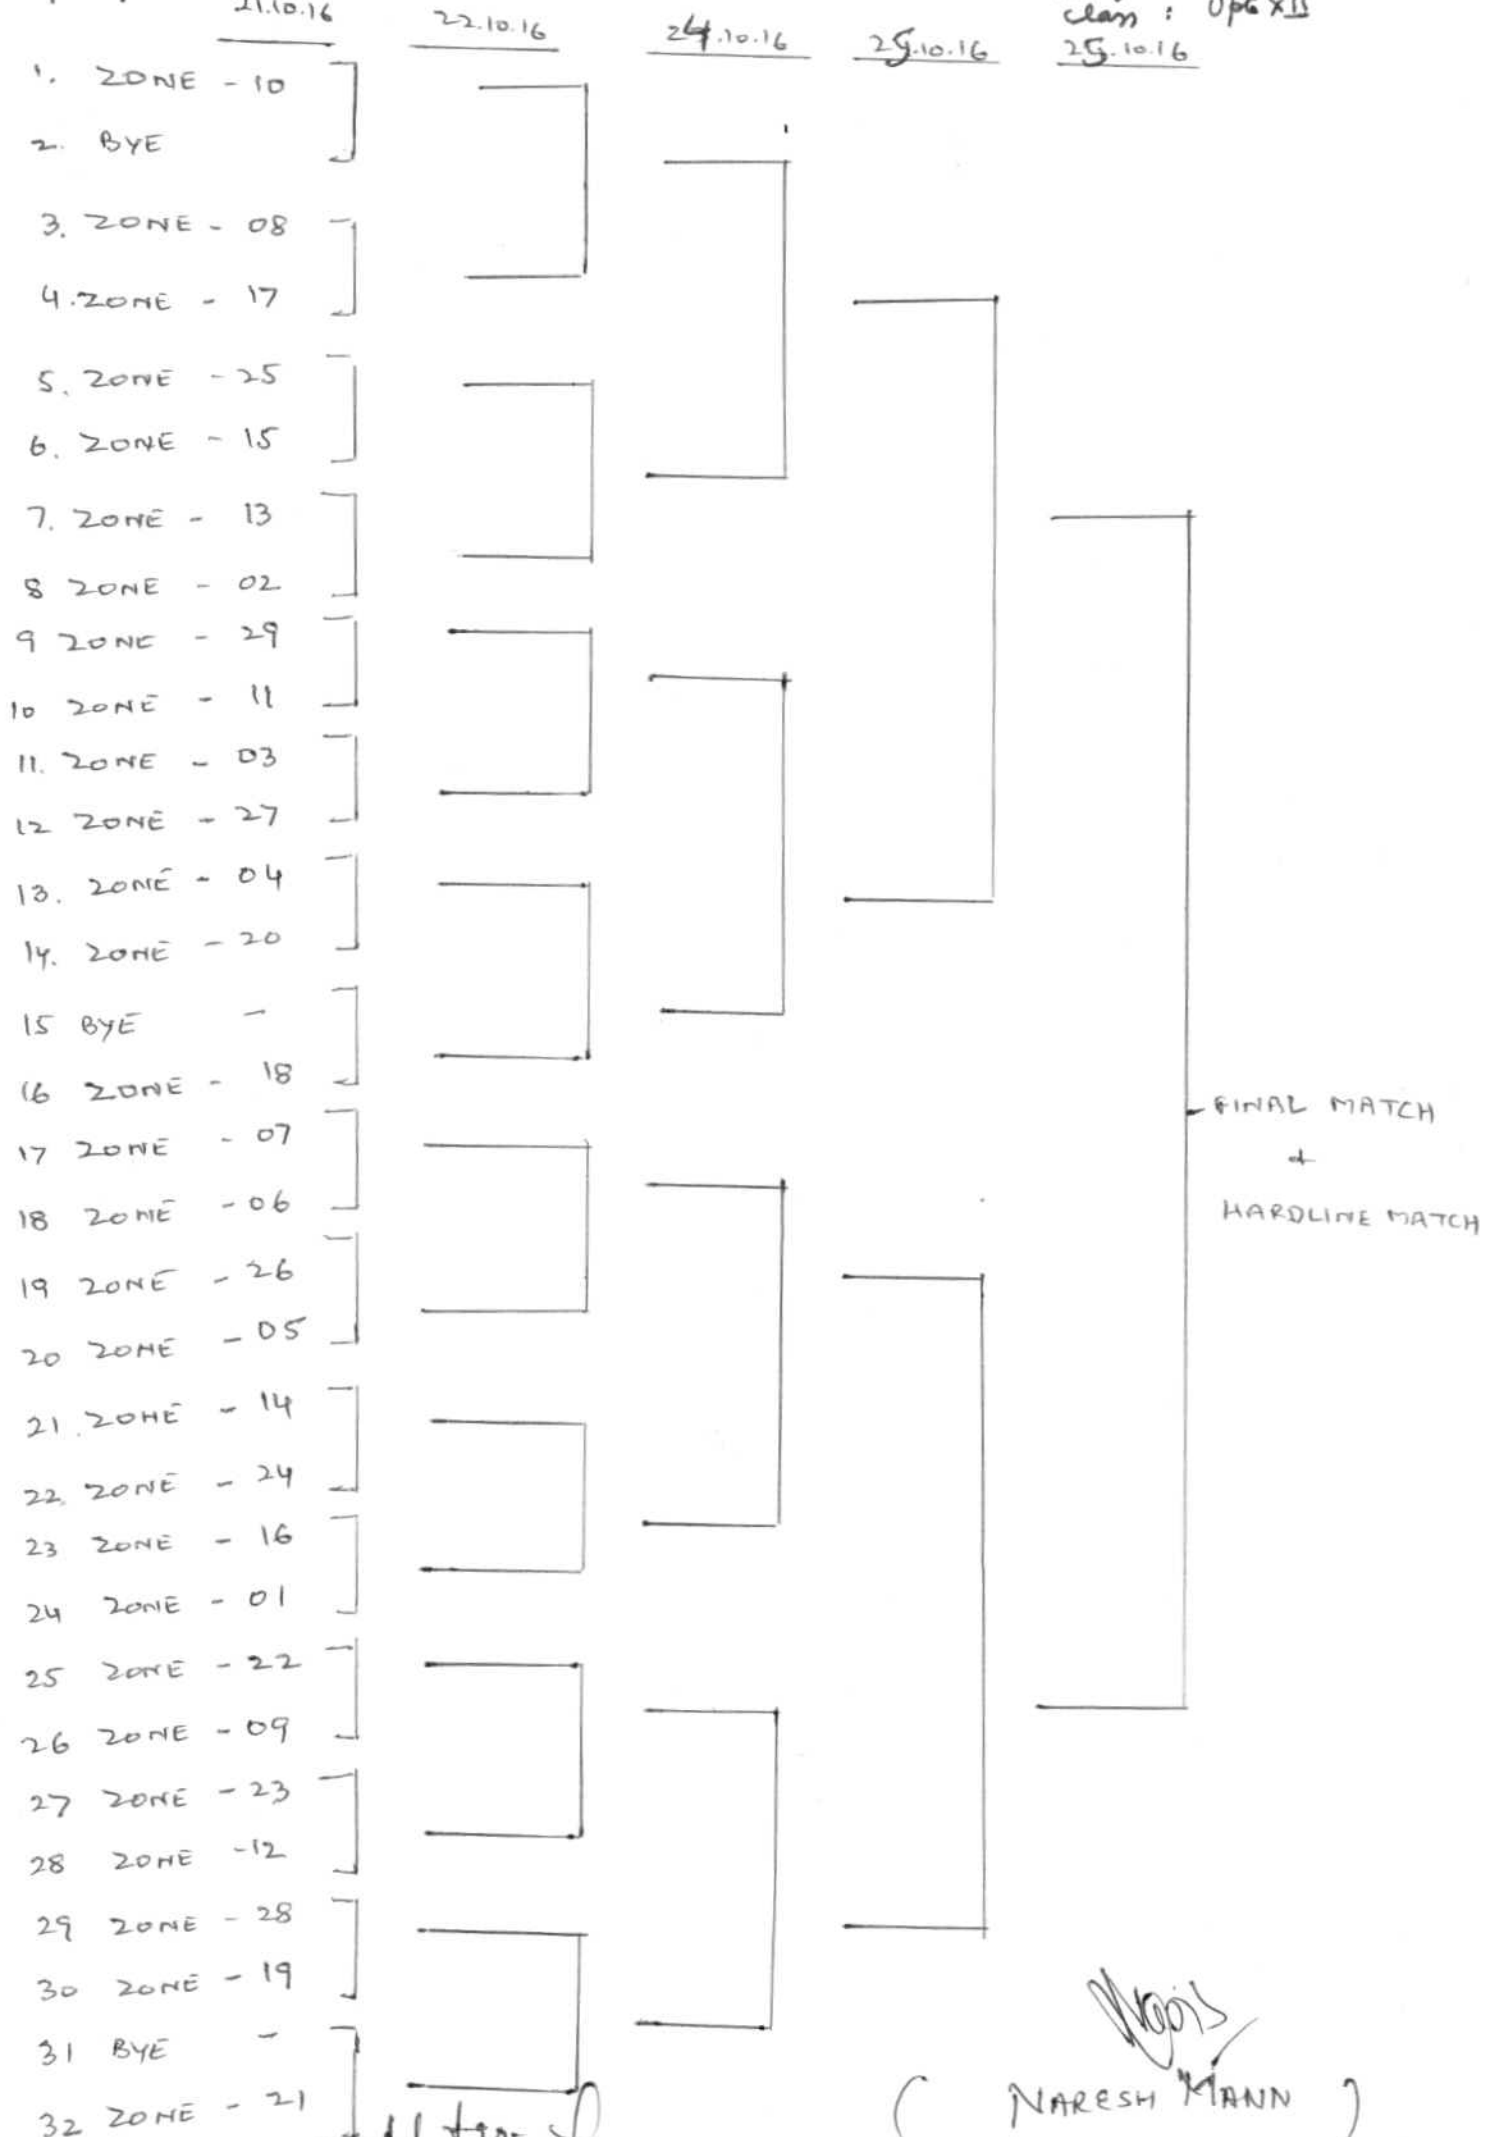 21.10.16 22.10.16 24.10.16 25.10.16 25.10.16
class : Upto XII
1. ZONE - 10
2. BYE
3. ZONE - 08
4. ZONE - 17
5. ZONE - 25
6. ZONE - 15
7. ZONE - 13
8 ZONE - 02
9 ZONE - 29
10 ZONE - 11
11. ZONE - 03
12 ZONE - 27
13. ZONE - 04
14. ZONE - 20
15 BYE -
16 ZONE - 18
FINAL MATCH
+
HARDLINE MATCH
17 ZONE - 07
18 ZONE - 06
19 ZONE - 26
20 ZONE - 05
21. ZONE - 14
22. ZONE - 24
23 ZONE - 16
24 ZONE - 01
25 ZONE - 22
26 ZONE - 09
27 ZONE - 23
28 ZONE - 12
29 ZONE - 28
30 ZONE - 19
31 BYE -
32 ZONE - 21
( NARESH MANN )